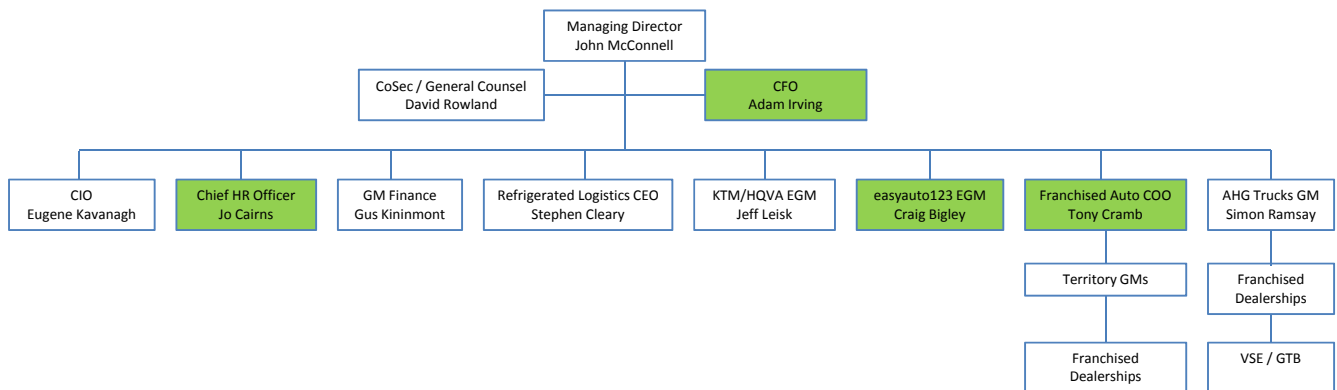 Managing Director
John McConnell
CoSec / General Counsel
David Rowland
CFO
Adam Irving
CIO
Eugene Kavanagh
Chief HR Officer
Jo Cairns
GM Finance
Gus Kininmont
Refrigerated Logistics CEO
Stephen Cleary
KTM/HQVA EGM
Jeff Leisk
easyauto123 EGM
Craig Bigley
Franchised Auto COO
Tony Cramb
AHG Trucks GM
Simon Ramsay
Territory GMs
Franchised
Dealerships
Franchised
Dealerships
VSE / GTB